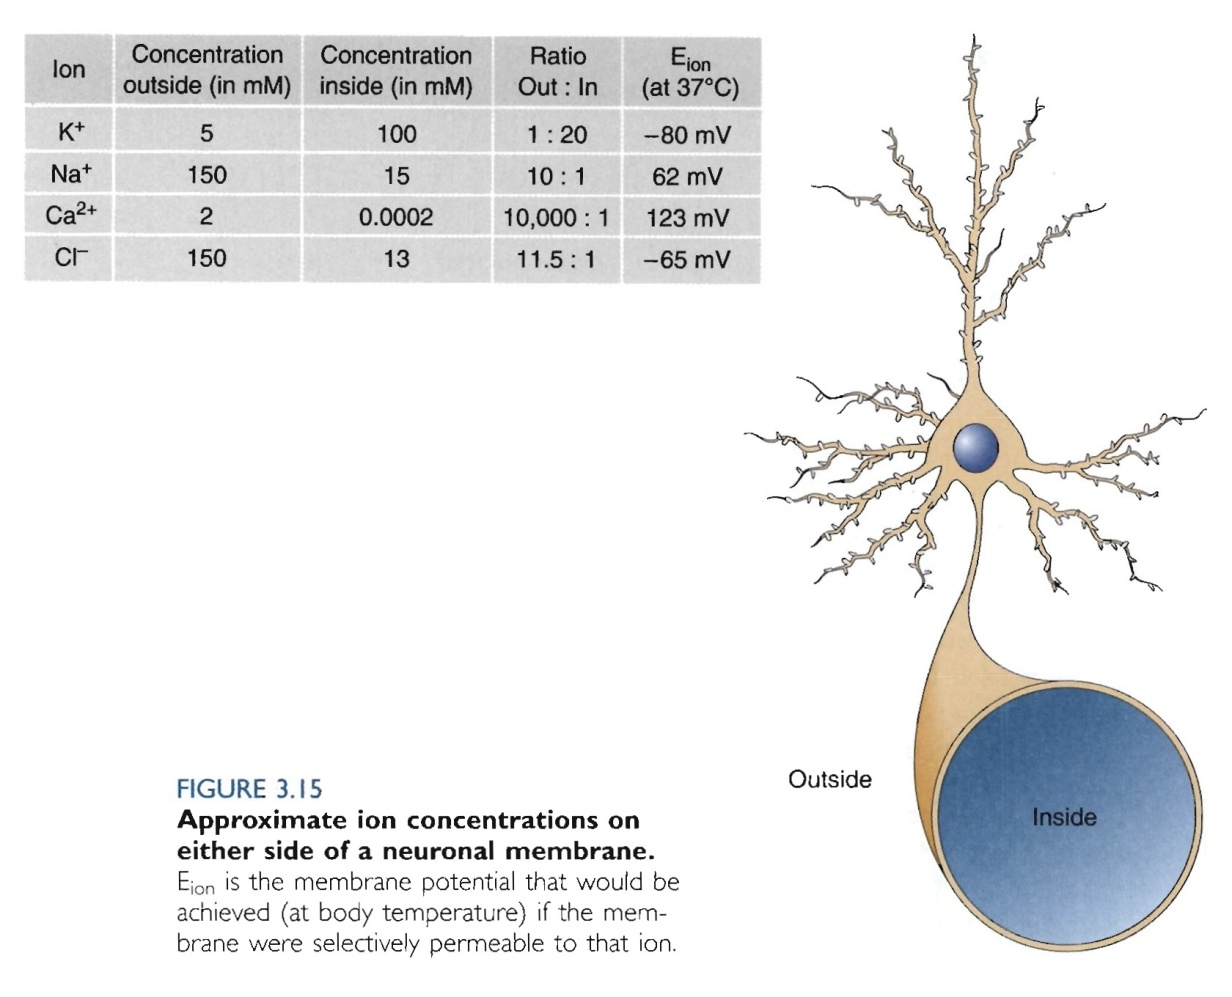 Ion Concentration outside (in mM) Concentration inside (in mM) Ratio Out : In Eion (at 37°C)
K+ 5 100 1 : 20 −80 mV
Na+ 150 15 10 : 1 62 mV
Ca2+ 2 0.0002 10,000 : 1 123 mV
Cl− 150 13 11.5 : 1 −65 mV
Outside
Inside
FIGURE 3.15
Approximate ion concentrations on
either side of a neuronal membrane.
Eion is the membrane potential that would be
achieved (at body temperature) if the mem-
brane were selectively permeable to that ion.